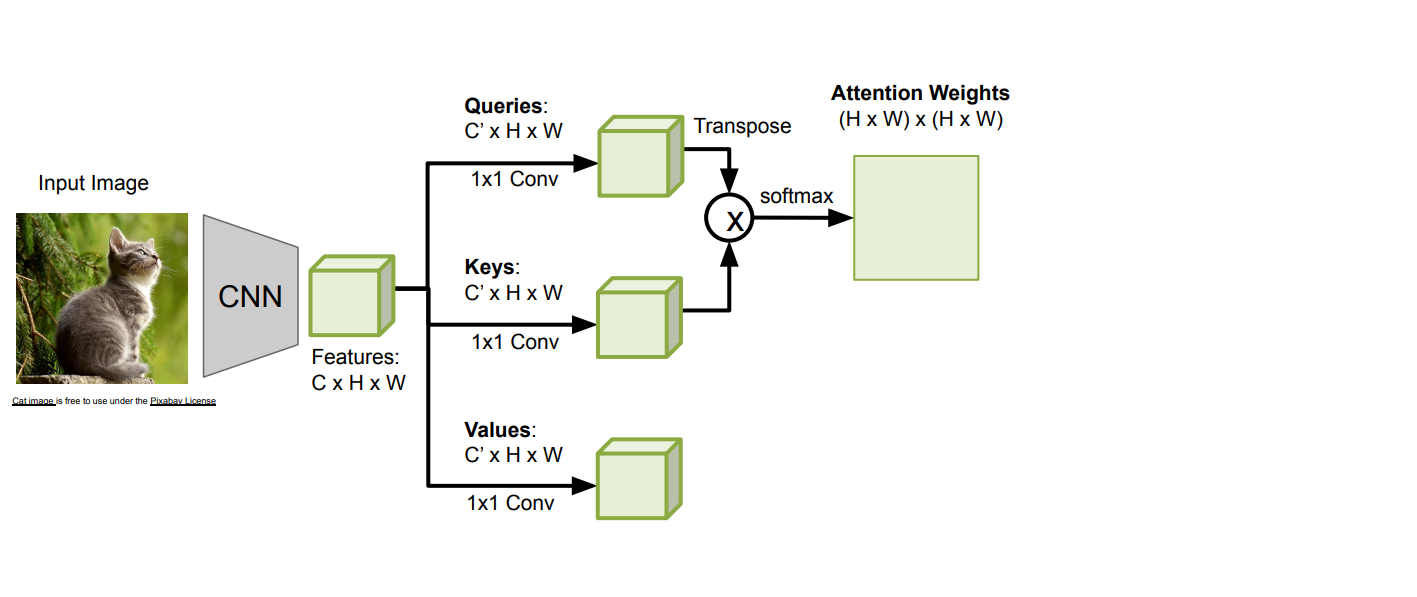 Input Image
Cat image is free to use under the Pixabay License
CNN
Features:
C x H x W
Queries:
C’ x H x W
1x1 Conv
Keys:
C’ x H x W
1x1 Conv
Values:
C’ x H x W
1x1 Conv
Transpose
X
softmax
Attention Weights
(H x W) x (H x W)